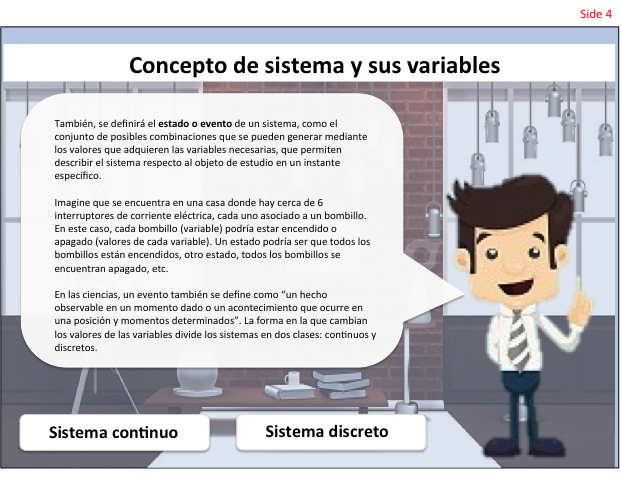 Side 4
Concepto de sistema y sus variables
También, se definirá el estado o evento de un sistema, como el
conjunto de posibles combinaciones que se pueden generar mediante
los valores que adquieren las variables necesarias, que permiten
describir el sistema respecto al objeto de estudio en un instante
específico.
Imagine que se encuentra en una casa donde hay cerca de 6
interruptores de corriente eléctrica, cada uno asociado a un bombillo.
En este caso, cada bombillo (variable) podría estar encendido o
apagado (valores de cada variable). Un estado podría ser que todos los
bombillos están encendidos, otro estado, todos los bombillos se
encuentran apagado, etc.
En las ciencias, un evento también se define como “un hecho
observable en un momento dado o un acontecimiento que ocurre en
una posición y momentos determinados”. La forma en la que cambian
los valores de las variables divide los sistemas en dos clases: continuos y
discretos.
Sistema continuo
Sistema discreto